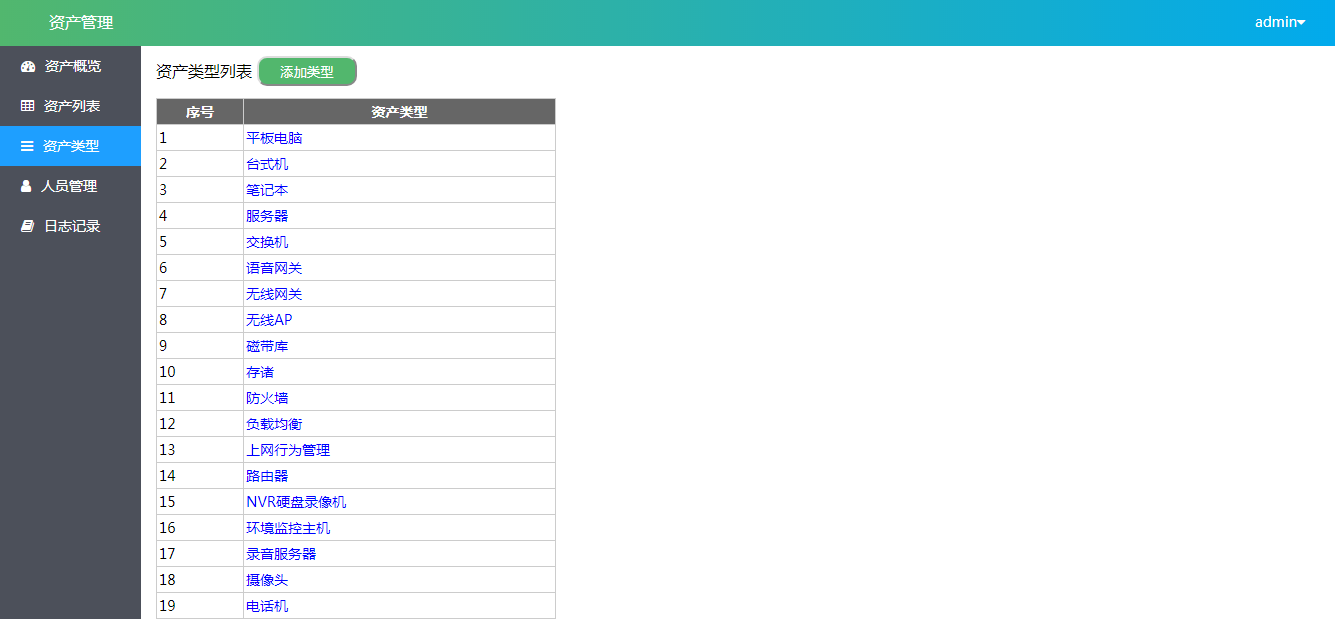 资产管理
admin
资产概览
资产列表
资产类型
人员管理
日志记录
资产类型列表 添加类型
序号 资产类型
1 平板电脑
2 台式机
3 笔记本
4 服务器
5 交换机
6 语音网关
7 无线网关
8 无线AP
9 磁带库
10 存诸
11 防火墙
12 负载均衡
13 上网行为管理
14 路由器
15 NVR硬盘录像机
16 环境监控主机
17 录音服务器
18 摄像头
19 电话机